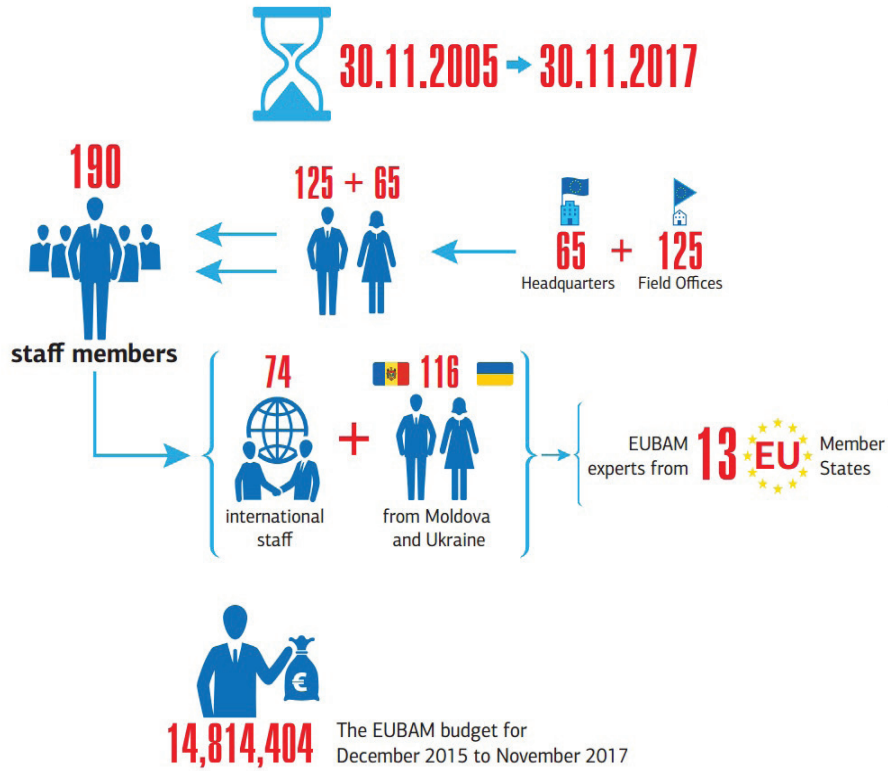 30.11.2005 30.11.2017
190
125 + 65
65 + 125
Headquarters Field Offices
staff members
74 + 116
international
staff
from Moldova
and Ukraine
EUBAM
experts from
13
EU
Member
States
€
14,814,404
The EUBAM budget for
December 2015 to November 2017